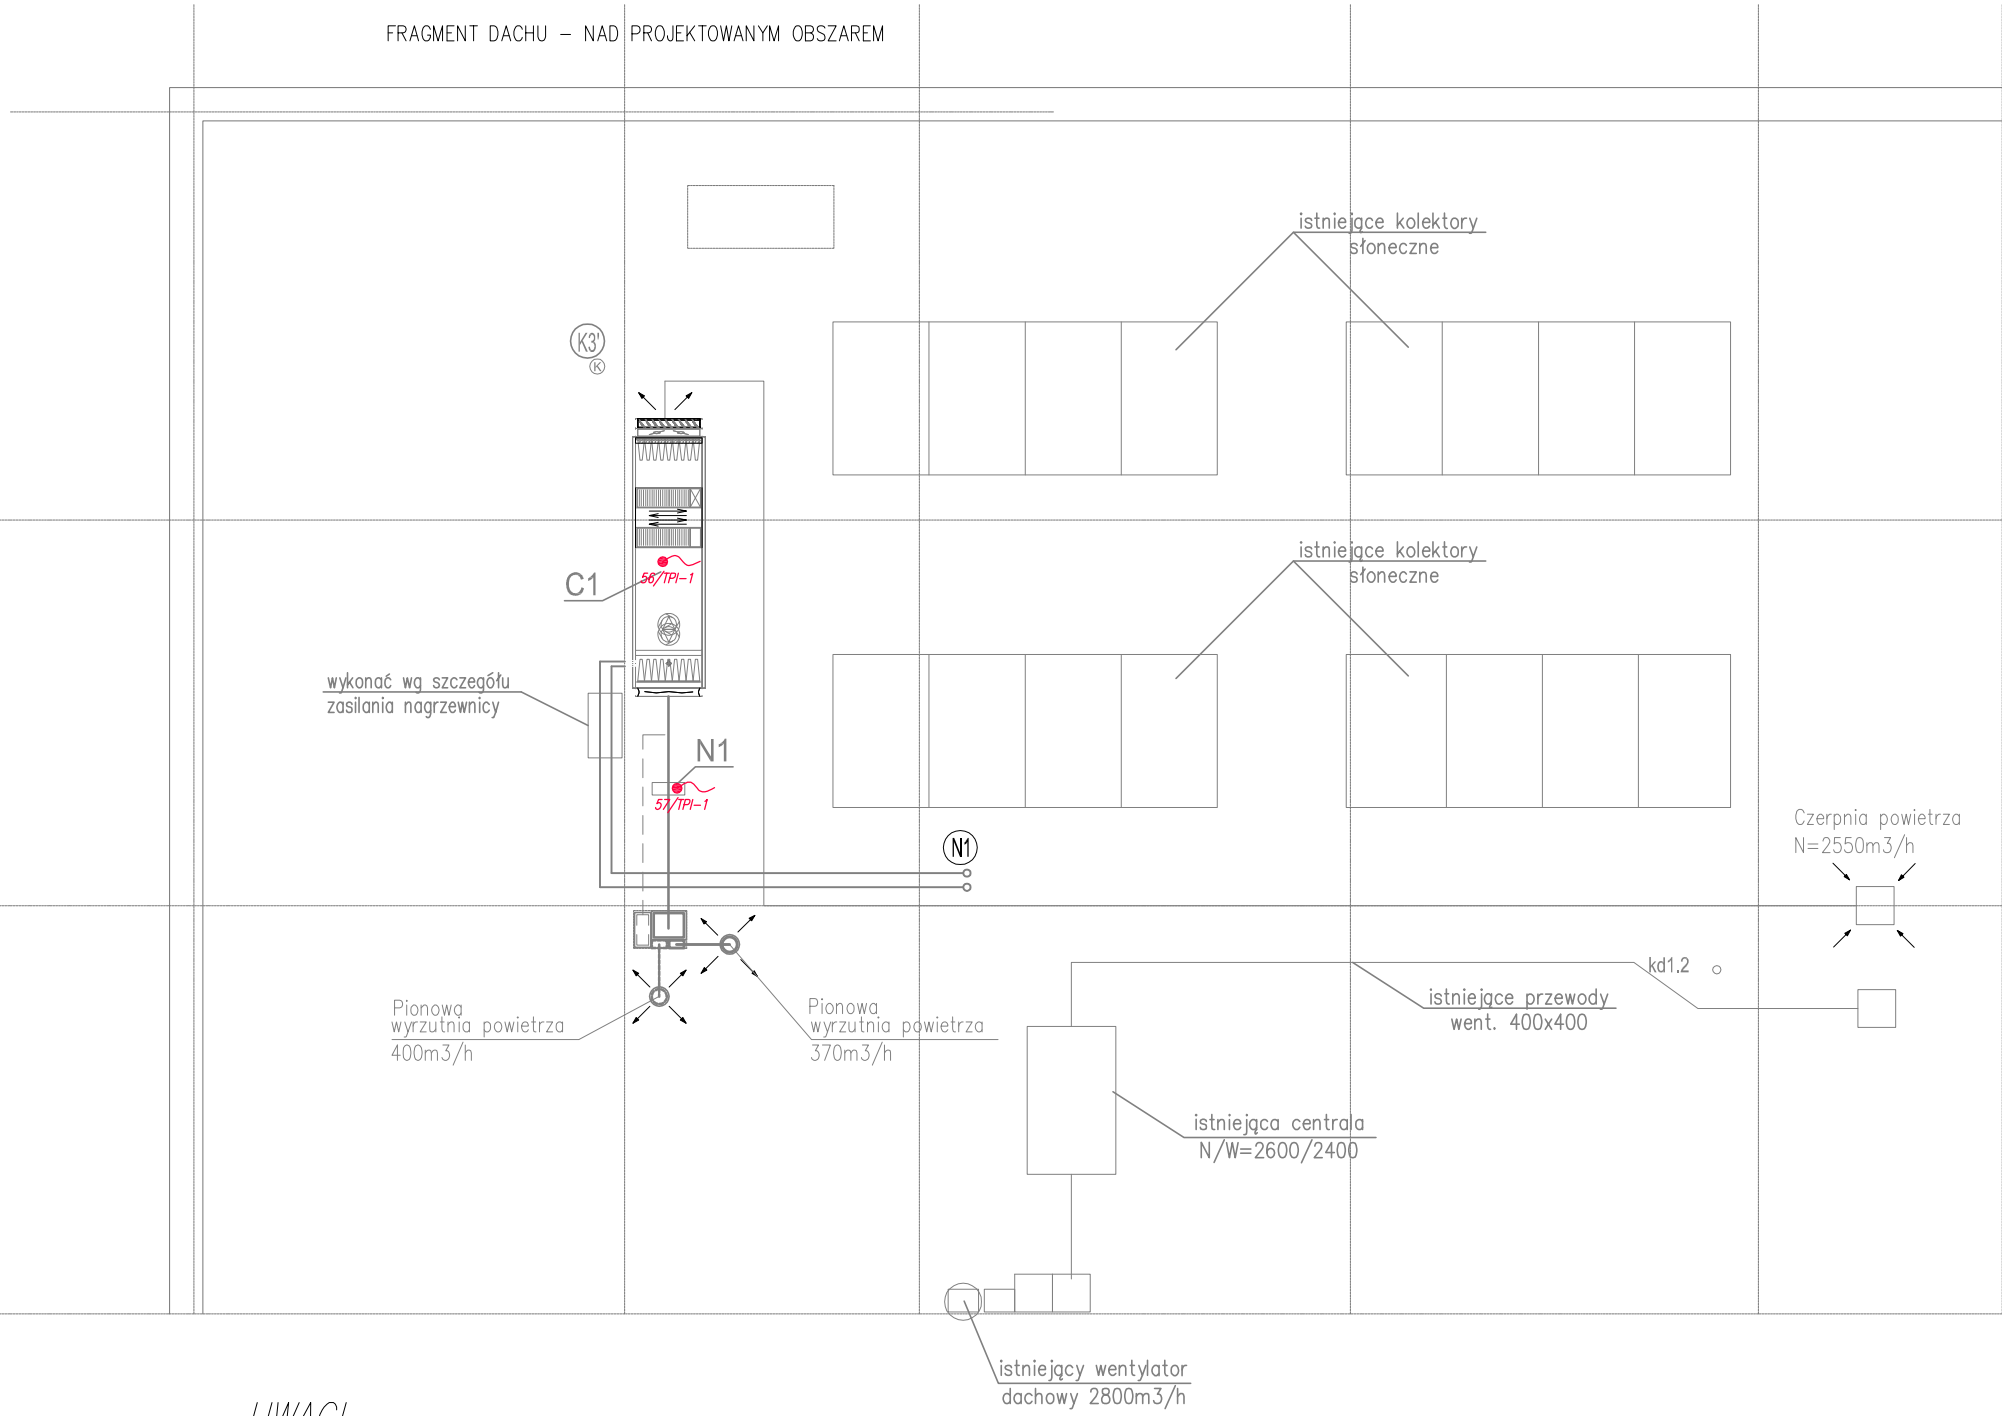 FRAGMENT DACHU – NAD PROJEKTOWANYM OBSZAREM
istniejące kolektory
słoneczne
K3'
K
istniejące kolektory
słoneczne
56/TPI-1
C1
wykonać wg szczegółu
zasilania nagrzewnicy
N1
57/TPI-1
N1
Czerpnia powietrza
N=2550m3/h
kd1.2
istniejące przewody
went. 400x400
Pionowa
wyrzutnia powietrza
400m3/h
Pionowa
wyrzutnia powietrza
370m3/h
istniejąca centrala
N/W=2600/2400
istniejący wentylator
dachowy 2800m3/h
UWAGI